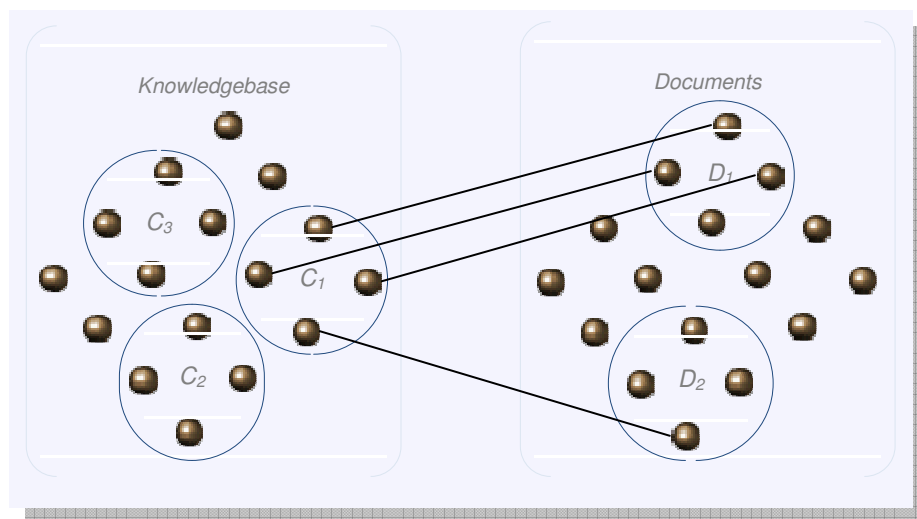 Knowledgebase
Documents
C₃
C₁
C₂
D₁
D₂